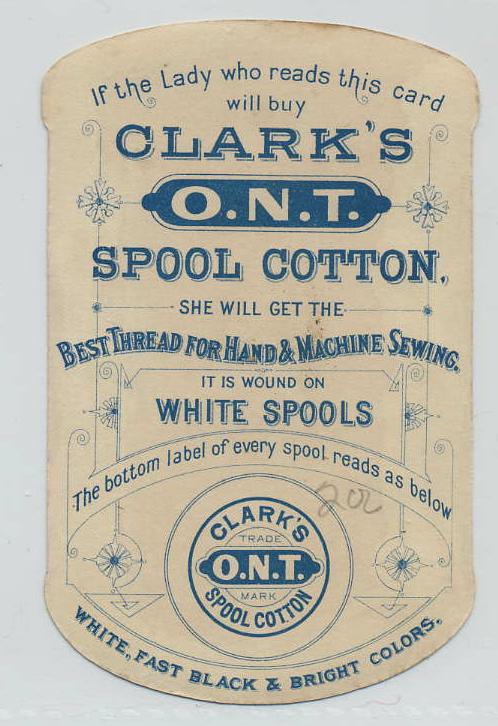 If the Lady who reads this card
will buy
CLARK'S
O.N.T.
SPOOL COTTON.
SHE WILL GET THE
BEST THREAD FOR HAND & MACHINE SEWING.
IT IS WOUND ON
WHITE SPOOLS
The bottom label of every spool reads as below
CLARK'S
TRADE
O.N.T.
MARK
SPOOL COTTON
WHITE, FAST BLACK & BRIGHT COLORS.